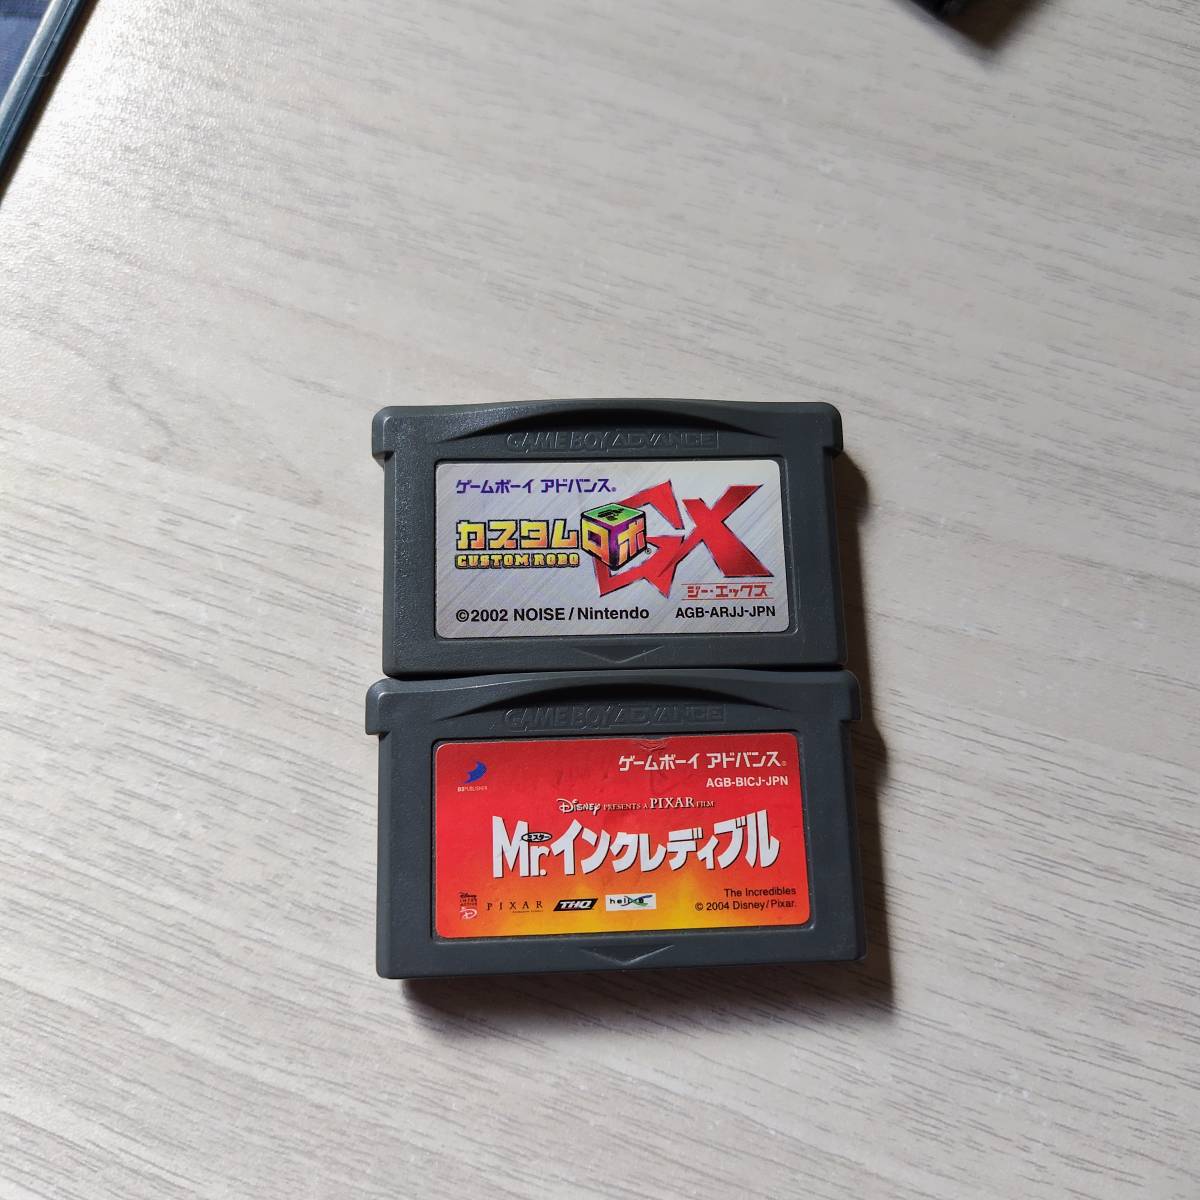 GAME BOY ADVANCE
ゲームボーイ アドバンス®
カスタムロボ® GX
CUSTOM ROBO
ジー・エックス
©2002 NOISE/Nintendo AGB-ARJJ-JPN
GAME BOY ADVANCE
ゲームボーイ アドバンス®
D3PUBLISHER AGB-BICJ-JPN
Disney PRESENTS A PIXAR FILM
ミスター
Mr.インクレディブル
The Incredibles
PIXAR THQ helixe © 2004 Disney/Pixar.